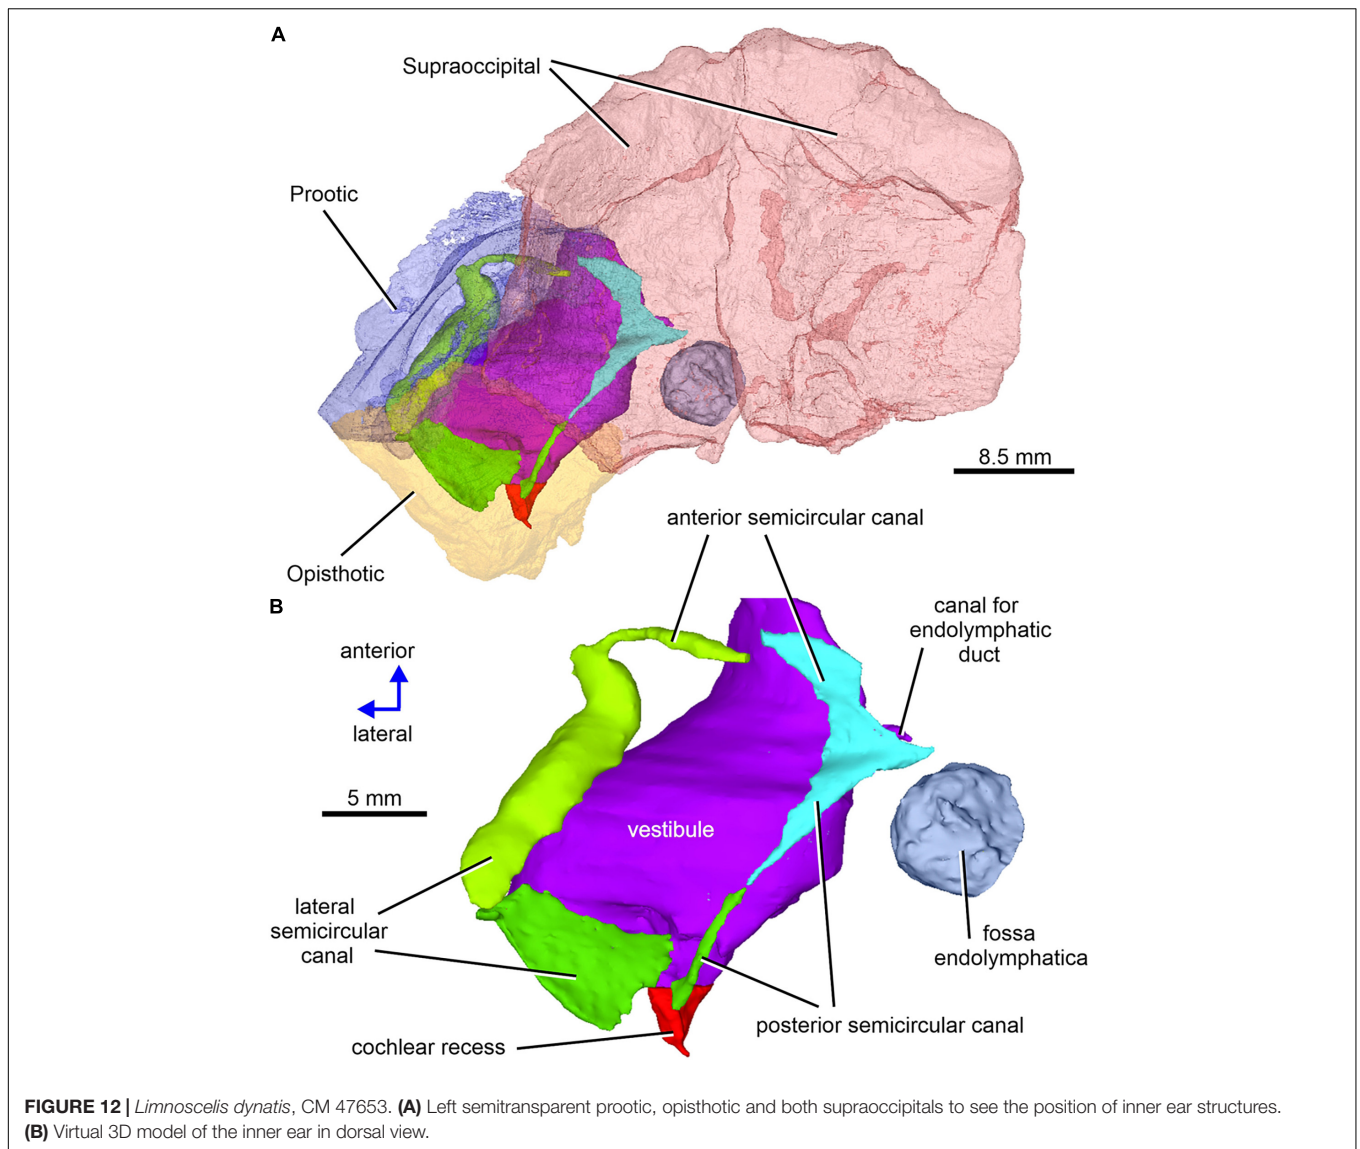 A
Supraoccipital
Prootic
8.5 mm
Opisthotic
anterior semicircular canal
B
canal for
endolymphatic
duct
anterior
lateral
5 mm
vestibule
lateral
semicircular
canal
fossa
endolymphatica
posterior semicircular canal
cochlear recess
FIGURE 12 | Limnoscelis dynatis, CM 47653. (A) Left semitransparent prootic, opisthotic and both supraoccipitals to see the position of inner ear structures.
(B) Virtual 3D model of the inner ear in dorsal view.